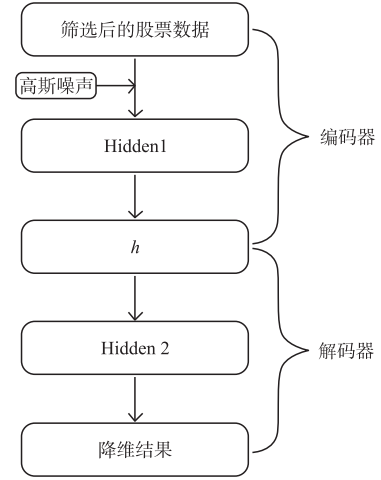 筛选后的股票数据
高斯噪声
Hidden1
编码器
h
Hidden 2
解码器
降维结果